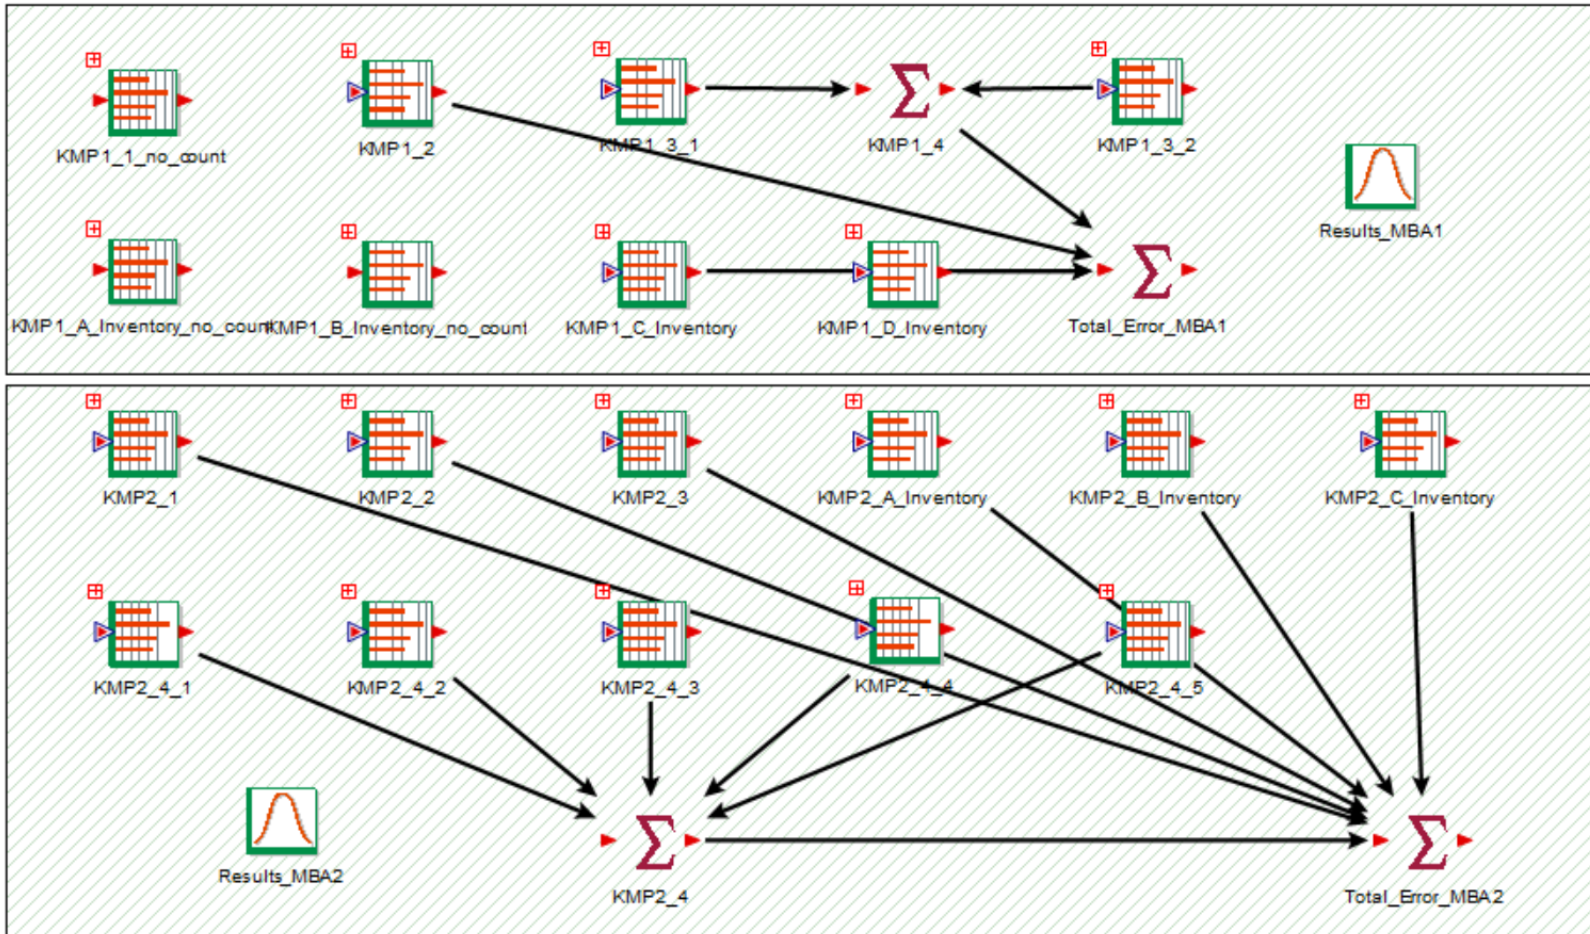 KMP1_1_no_count
KMP1_2
KMP1_3_1
KMP1_4
KMP1_3_2
Results_MBA1
KMP1_A_Inventory_no_count
KMP1_B_Inventory_no_count
KMP1_C_Inventory
KMP1_D_Inventory
Total_Error_MBA1
KMP2_1
KMP2_2
KMP2_3
KMP2_A_Inventory
KMP2_B_Inventory
KMP2_C_Inventory
KMP2_4_1
KMP2_4_2
KMP2_4_3
KMP2_4_4
KMP2_4_5
Results_MBA2
KMP2_4
Total_Error_MBA2